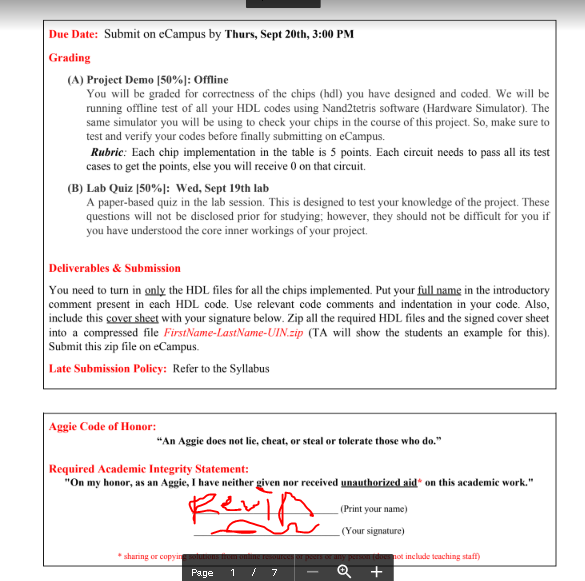 Due Date: Submit on eCampus by Thurs, Sept 20th, 3:00 PM
Grading
(A) Project Demo [50%]: Offline
You will be graded for correctness of the chips (hdl) you have designed and coded. We will be
running offline test of all your HDL codes using Nand2tetris software (Hardware Simulator). The
same simulator you will be using to check your chips in the course of this project. So, make sure to
test and verify your codes before finally submitting on eCampus.
Rubric: Each chip implementation in the table is 5 points. Each circuit needs to pass all its test
cases to get the points, else you will receive 0 on that circuit.
(B) Lab Quiz [50%]: Wed, Sept 19th lab
A paper-based quiz in the lab session. This is designed to test your knowledge of the project. These
questions will not be disclosed prior for studying; however, they should not be difficult for you if
you have understood the core inner workings of your project.
Deliverables & Submission
You need to turn in only the HDL files for all the chips implemented. Put your full name in the introductory
comment present in each HDL code. Use relevant code comments and indentation in your code. Also,
include this cover sheet with your signature below. Zip all the required HDL files and the signed cover sheet
into a compressed file FirstName-LastName-UIN.zip (TA will show the students an example for this).
Submit this zip file on eCampus.
Late Submission Policy: Refer to the Syllabus
Aggie Code of Honor:
“An Aggie does not lie, cheat, or steal or tolerate those who do.”
Required Academic Integrity Statement:
"On my honor, as an Aggie, I have neither given nor received unauthorized aid* on this academic work."
Kevin
(Print your name)
(Your signature)
* sharing or copying solutions from online resources or peers or any person (does not include teaching staff)
Page 1 / 7